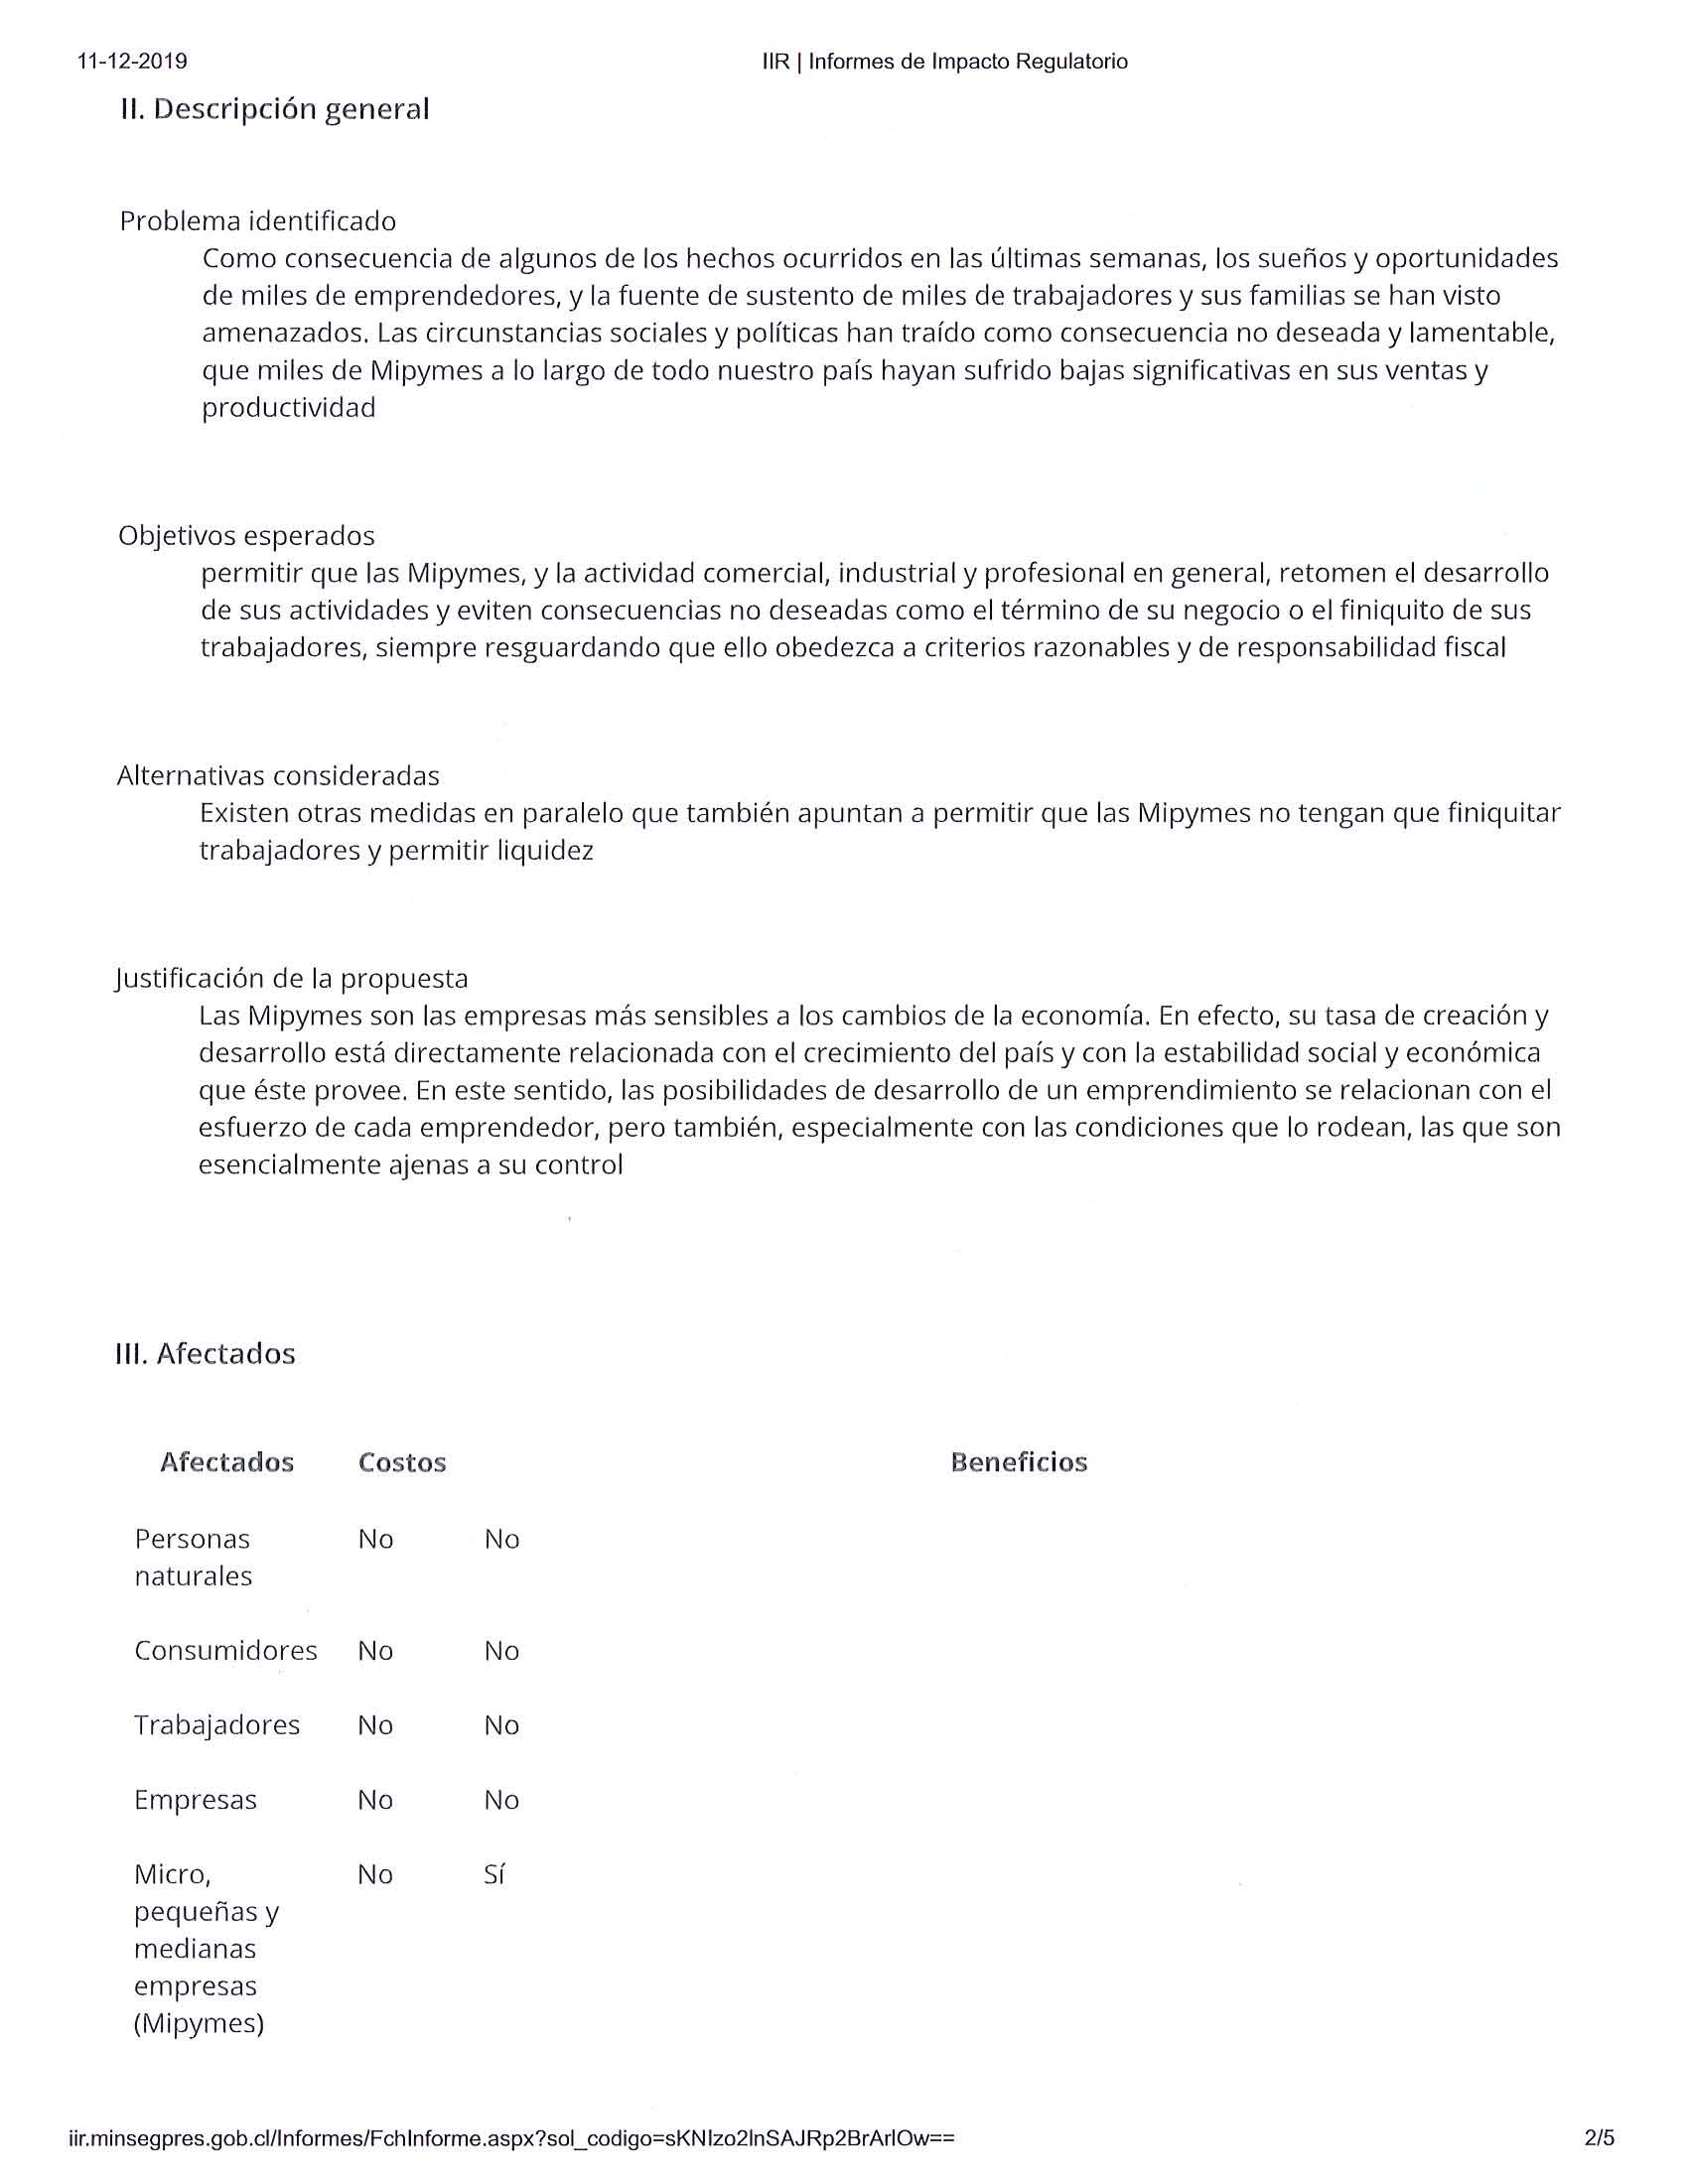 11-12-2019 IIR | Informes de Impacto Regulatorio
II. Descripción general
Problema identificado
Como consecuencia de algunos de los hechos ocurridos en las últimas semanas, los sueños y oportunidades
de miles de emprendedores, y la fuente de sustento de miles de trabajadores y sus familias se han visto
amenazados. Las circunstancias sociales y políticas han traído como consecuencia no deseada y lamentable,
que miles de Mipymes a lo largo de todo nuestro país hayan sufrido bajas significativas en sus ventas y
productividad
Objetivos esperados
permitir que las Mipymes, y la actividad comercial, industrial y profesional en general, retomen el desarrollo
de sus actividades y eviten consecuencias no deseadas como el término de su negocio o el finiquito de sus
trabajadores, siempre resguardando que ello obedezca a criterios razonables y de responsabilidad fiscal
Alternativas consideradas
Existen otras medidas en paralelo que también apuntan a permitir que las Mipymes no tengan que finiquitar
trabajadores y permitir liquidez
Justificación de la propuesta
Las Mipymes son las empresas más sensibles a los cambios de la economía. En efecto, su tasa de creación y
desarrollo está directamente relacionada con el crecimiento del país y con la estabilidad social y económica
que éste provee. En este sentido, las posibilidades de desarrollo de un emprendimiento se relacionan con el
esfuerzo de cada emprendedor, pero también, especialmente con las condiciones que lo rodean, las que son
esencialmente ajenas a su control
III. Afectados
Afectados Costos Beneficios
Personas No No
naturales
Consumidores No No
Trabajadores No No
Empresas No No
Micro, No Sí
pequeñas y
medianas
empresas
(Mipymes)
iir.minsegpres.gob.cl/Informes/FchInforme.aspx?sol_codigo=sKNIzo2lnSAJRp2BrArlOw== 2/5